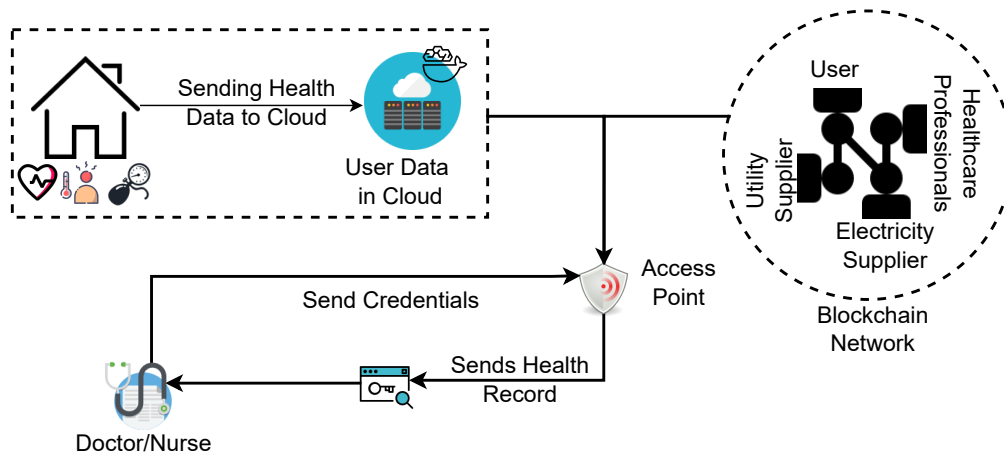 Sending Health
Data to Cloud
User Data
in Cloud
User
Healthcare
Professionals
Utility
Supplier
Electricity
Supplier
Blockchain
Network
Access
Point
Send Credentials
Sends Health
Record
Doctor/Nurse